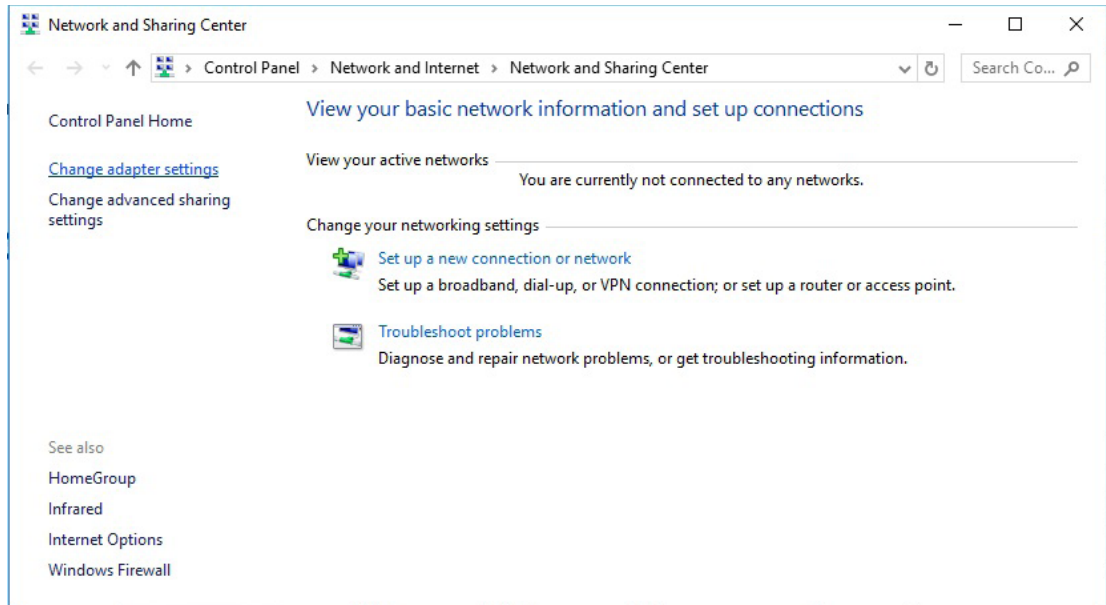 Network and Sharing Center
Control Panel > Network and Internet > Network and Sharing Center
Search Co...
Control Panel Home
Change adapter settings
Change advanced sharing
settings
View your basic network information and set up connections
View your active networks
You are currently not connected to any networks.
Change your networking settings
Set up a new connection or network
Set up a broadband, dial-up, or VPN connection; or set up a router or access point.
Troubleshoot problems
Diagnose and repair network problems, or get troubleshooting information.
See also
HomeGroup
Infrared
Internet Options
Windows Firewall